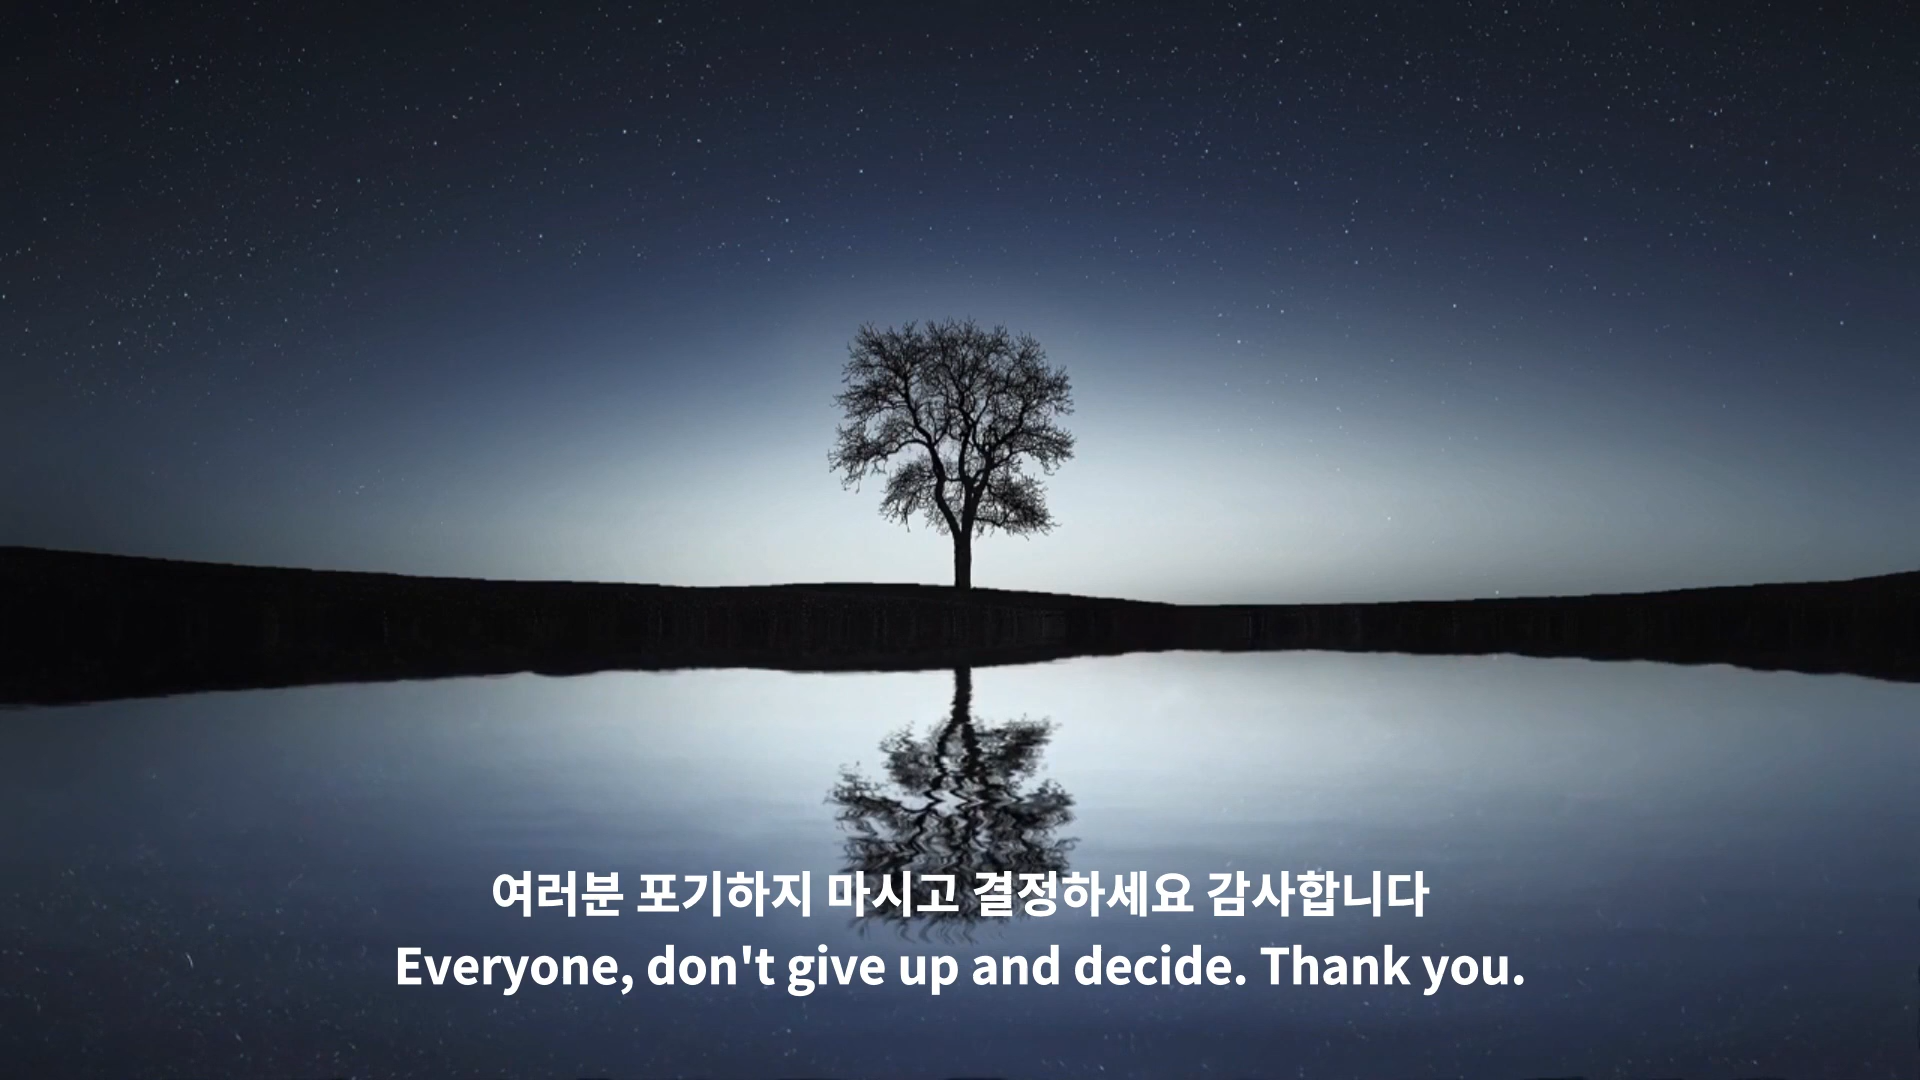 여러분 포기하지 마시고 결정하세요 감사합니다
Everyone, don't give up and decide. Thank you.